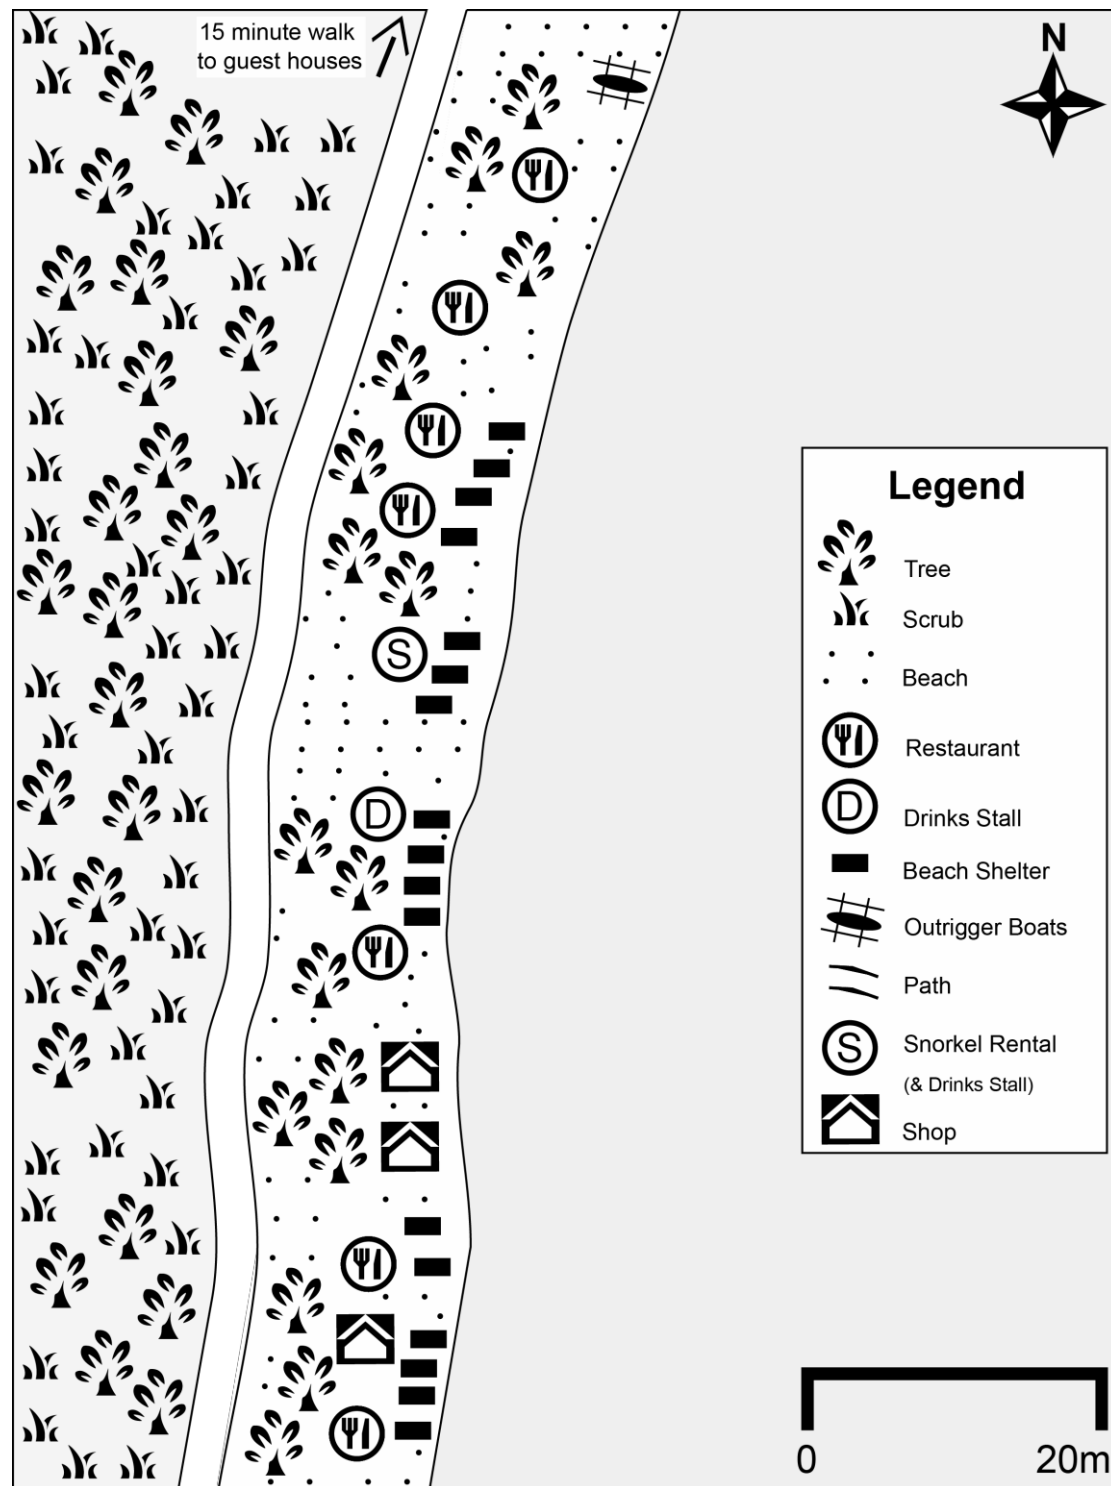 15 minute walk
to guest houses
N
S
D
Legend
Tree
Scrub
Beach
Restaurant
D Drinks Stall
Beach Shelter
Outrigger Boats
Path
S Snorkel Rental
(& Drinks Stall)
Shop
0 20m